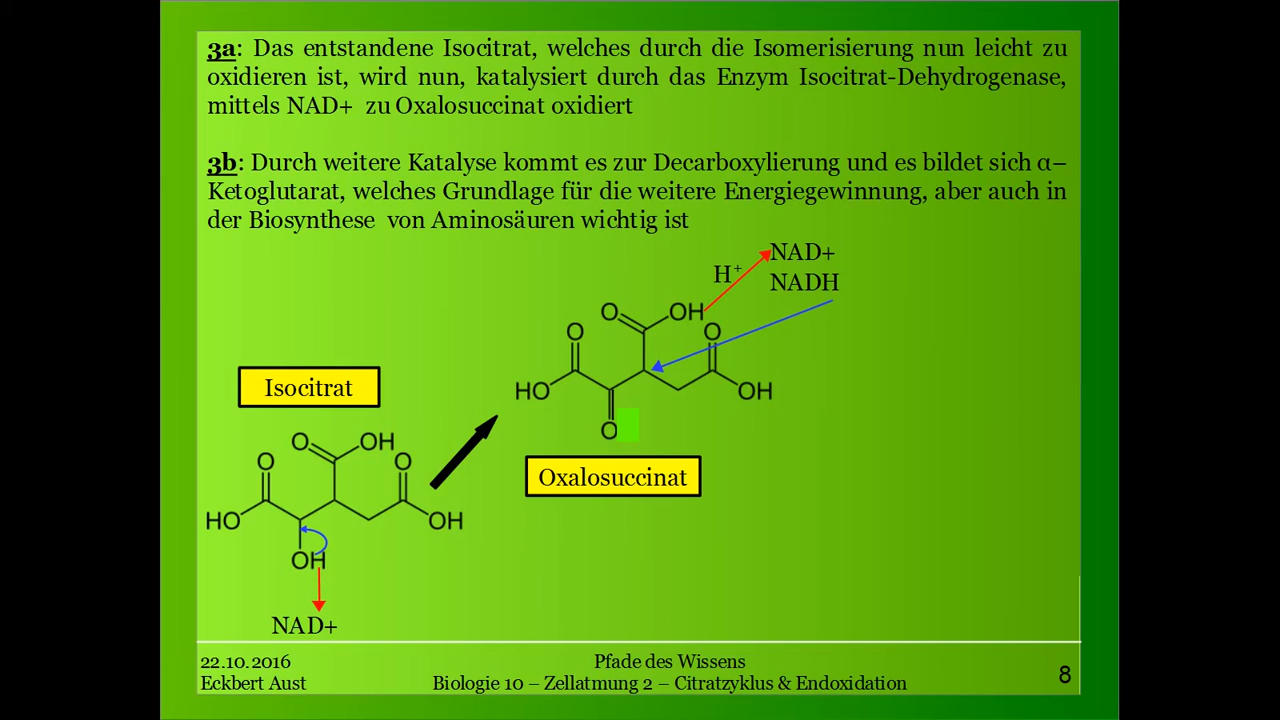 3a: Das entstandene Isocitrat, welches durch die Isomerisierung nun leicht zu
oxidieren ist, wird nun, katalysiert durch das Enzym Isocitrat-Dehydrogenase,
mittels NAD+ zu Oxalosuccinat oxidiert
3b: Durch weitere Katalyse kommt es zur Decarboxylierung und es bildet sich α–
Ketoglutarat, welches Grundlage für die weitere Energiegewinnung, aber auch in
der Biosynthese von Aminosäuren wichtig ist
NAD+
H⁺
NADH
O
OH
O
O
HO
OH
O
Oxalosuccinat
Isocitrat
O
OH
O
O
HO
OH
OH
NAD+
22.10.2016
Eckbert Aust
Pfade des Wissens
Biologie 10 – Zellatmung 2 – Citratzyklus & Endoxidation
8